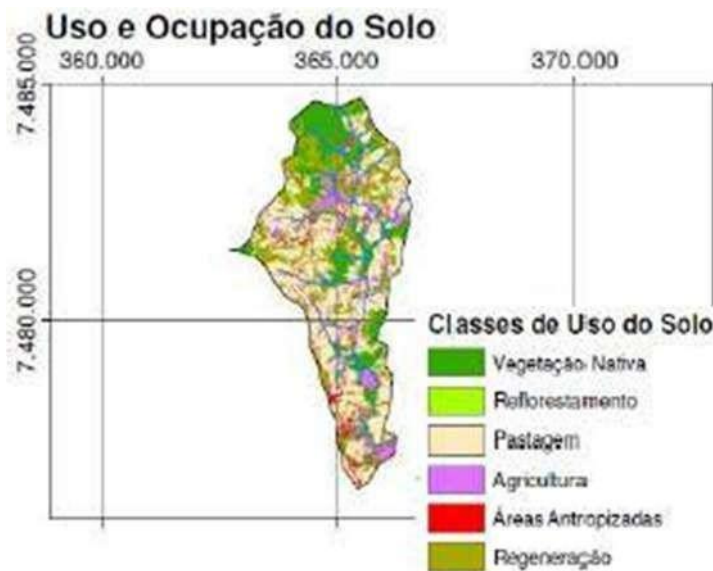 Uso e Ocupação do Solo
360.000 365.000 370.000
7.485.000
7.480.000
Classes de Uso do Solo
Vegetação Nativa
Reflorestamento
Pastagem
Agricultura
Áreas Antropizadas
Regeneração